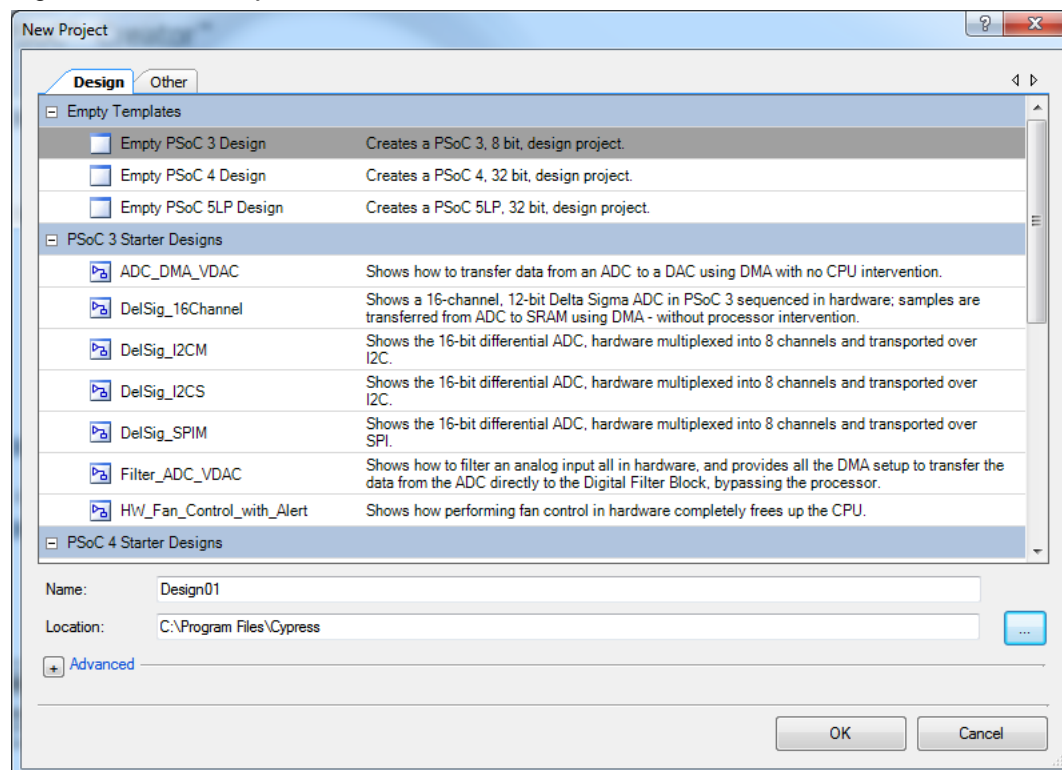 New Project
Design Other
Empty Templates
Empty PSoC 3 Design Creates a PSoC 3, 8 bit, design project.
Empty PSoC 4 Design Creates a PSoC 4, 32 bit, design project.
Empty PSoC 5LP Design Creates a PSoC 5LP, 32 bit, design project.
PSoC 3 Starter Designs
ADC_DMA_VDAC Shows how to transfer data from an ADC to a DAC using DMA with no CPU intervention.
DelSig_16Channel Shows a 16-channel, 12-bit Delta Sigma ADC in PSoC 3 sequenced in hardware; samples are
transferred from ADC to SRAM using DMA - without processor intervention.
DelSig_I2CM Shows the 16-bit differential ADC, hardware multiplexed into 8 channels and transported over
I2C.
DelSig_I2CS Shows the 16-bit differential ADC, hardware multiplexed into 8 channels and transported over
I2C.
DelSig_SPIM Shows the 16-bit differential ADC, hardware multiplexed into 8 channels and transported over
SPI.
Filter_ADC_VDAC Shows how to filter an analog input all in hardware, and provides all the DMA setup to transfer the
data from the ADC directly to the Digital Filter Block, bypassing the processor.
HW_Fan_Control_with_Alert Shows how performing fan control in hardware completely frees up the CPU.
PSoC 4 Starter Designs
Name: Design01
Location: C:\Program Files\Cypress
...
Advanced
OK Cancel